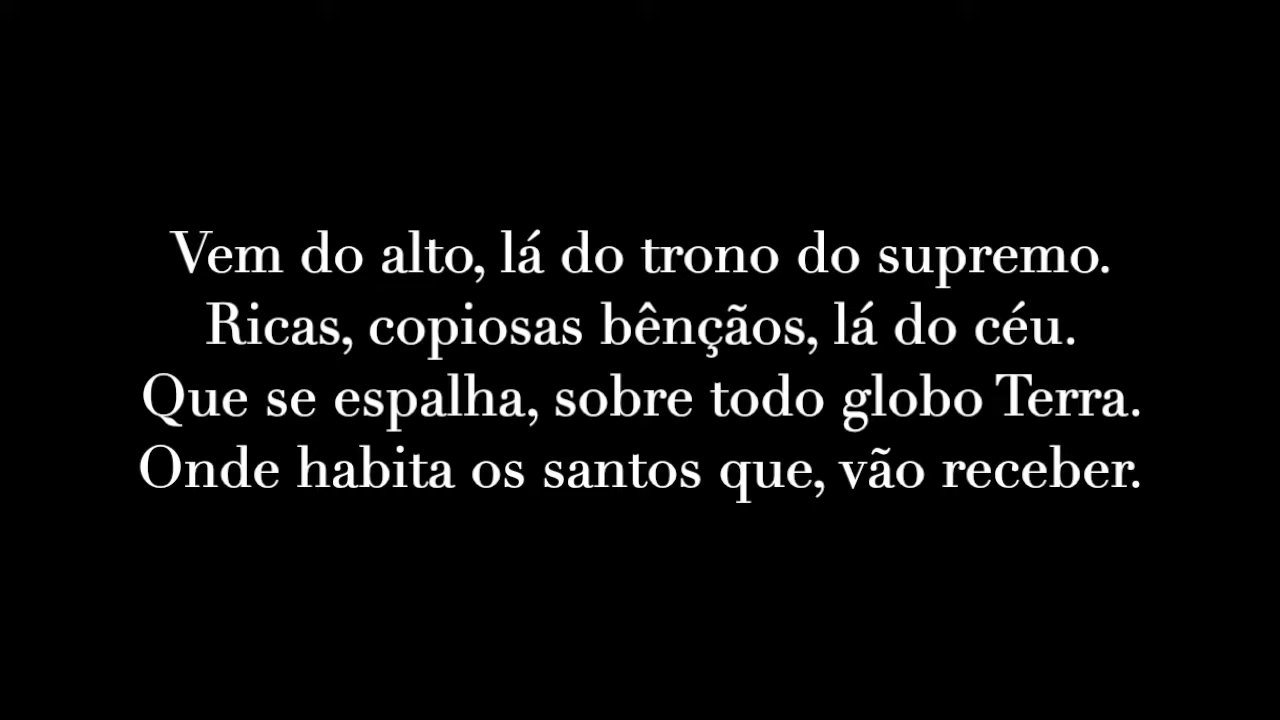 Vem do alto, lá do trono do supremo.
Ricas, copiosas bênçãos, lá do céu.
Que se espalha, sobre todo globo Terra.
Onde habita os santos que, vão receber.